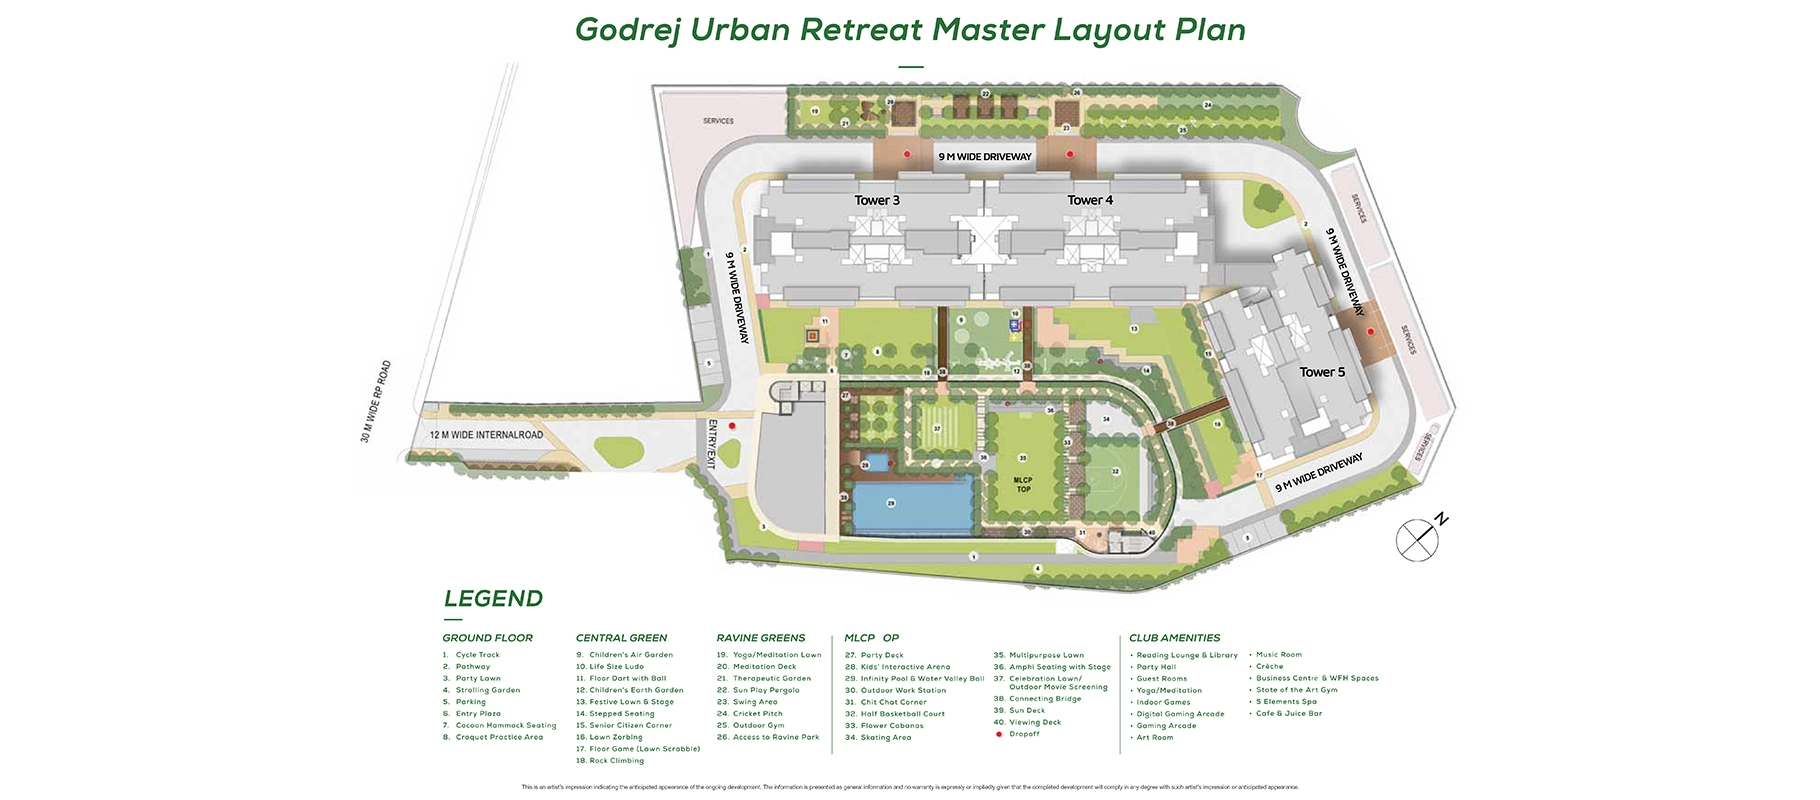 Godrej Urban Retreat Master Layout Plan
SERVICES
9 M WIDE DRIVEWAY
Tower 3
Tower 4
9 M WIDE DRIVEWAY
9 M WIDE DRIVEWAY
SERVICES
SERVICES
SERVICES
Tower 5
9 M WIDE DRIVEWAY
30 M WIDE RP ROAD
12 M WIDE INTERNALROAD
ENTRY/EXIT
MLCP
TOP
N
LEGEND
GROUND FLOOR
1. Cycle Track
2. Pathway
3. Party Lawn
4. Strolling Garden
5. Parking
6. Entry Plaza
7. Cocoon Hammock Seating
8. Croquet Practice Area
CENTRAL GREEN
9. Children's Air Garden
10. Life Size Ludo
11. Floor Dart with Ball
12. Children's Earth Garden
13. Festive Lawn & Stage
14. Stepped Seating
15. Senior Citizen Corner
16. Lawn Zorbing
17. Floor Game (Lawn Scrabble)
18. Rock Climbing
RAVINE GREENS
19. Yoga/Meditation Lawn
20. Meditation Deck
21. Therapeutic Garden
22. Sun Play Pergola
23. Swing Area
24. Cricket Pitch
25. Outdoor Gym
26. Access to Ravine Park
MLCP OP
27. Party Deck
28. Kids' Interactive Arena
29. Infinity Pool & Water Valley Ball
30. Outdoor Work Station
31. Chit Chat Corner
32. Half Basketball Court
33. Flower Cabanas
34. Skating Area
35. Multipurpose Lawn
36. Amphi Seating with Stage
37. Celebration Lawn/
Outdoor Movie Screening
38. Connecting Bridge
39. Sun Deck
40. Viewing Deck
Dropoff
CLUB AMENITIES
• Reading Lounge & Library
• Party Hall
• Guest Rooms
• Yoga/Meditation
• Indoor Games
• Digital Gaming Arcade
• Gaming Arcade
• Art Room
• Music Room
• Crèche
• Business Centre & WFH Spaces
• State of the Art Gym
• 5 Elements Spa
• Cafe & Juice Bar
This is an artist's impression indicating the anticipated appearance of the ongoing development. The information is presented as general information and no warranty is expressly or impliedly given that the completed development will comply in any degree with such artist's impression or anticipated appearance.